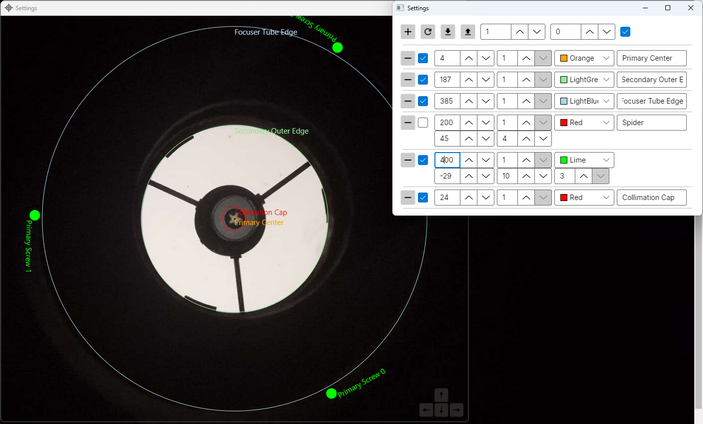 Settings
Focuser Tube Edge
Primary Screw
Secondary Outer Edge
Collimation Cap
Primary Center
Primary Screw 1
Primary Screw 0
Settings
1 0
4 1 Orange Primary Center
187 1 LightGre Secondary Outer E
385 1 LightBlu Focuser Tube Edge
200 1 Red Spider
45 4
400 1 Lime
-29 10 3
24 1 Red Collimation Cap